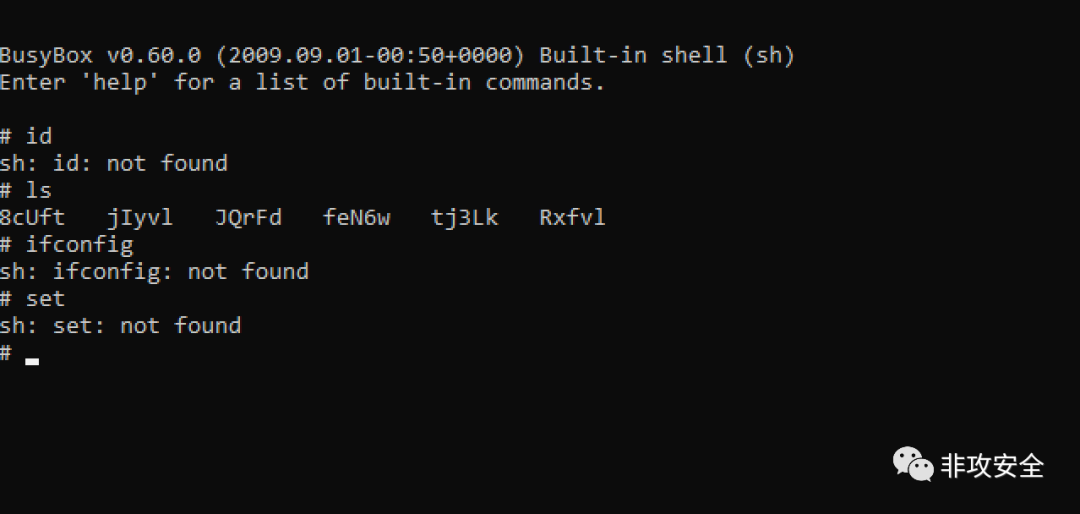 BusyBox v0.60.0 (2009.09.01-00:50+0000) Built-in shell (sh)
Enter 'help' for a list of built-in commands.
# id
sh: id: not found
# ls
8cUft jIyvl JQrFd feN6w tj3Lk Rxfvl
# ifconfig
sh: ifconfig: not found
# set
sh: set: not found
#
非攻安全